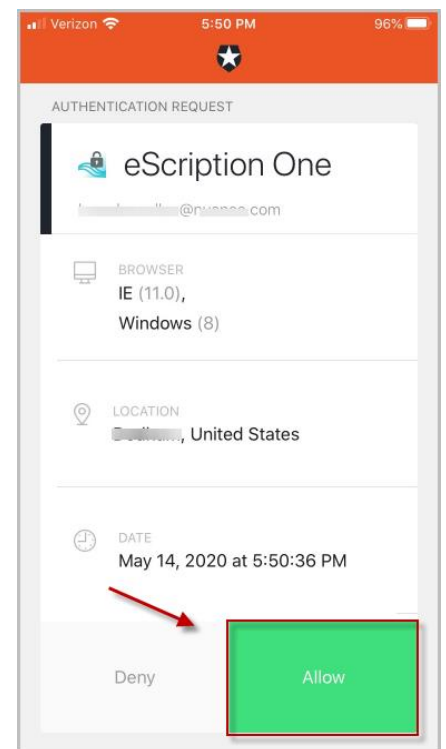 Verizon 5:50 PM 96%
AUTHENTICATION REQUEST
eScription One
.com
BROWSER
IE (11.0),
Windows (8)
LOCATION
, United States
DATE
May 14, 2020 at 5:50:36 PM
Deny Allow